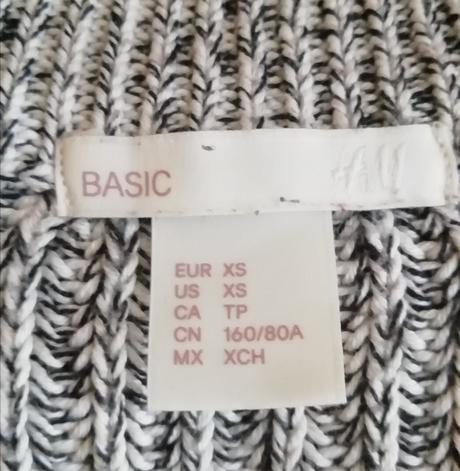 BASIC H&M
EUR XS
US XS
CA TP
CN 160/80A
MX XCH